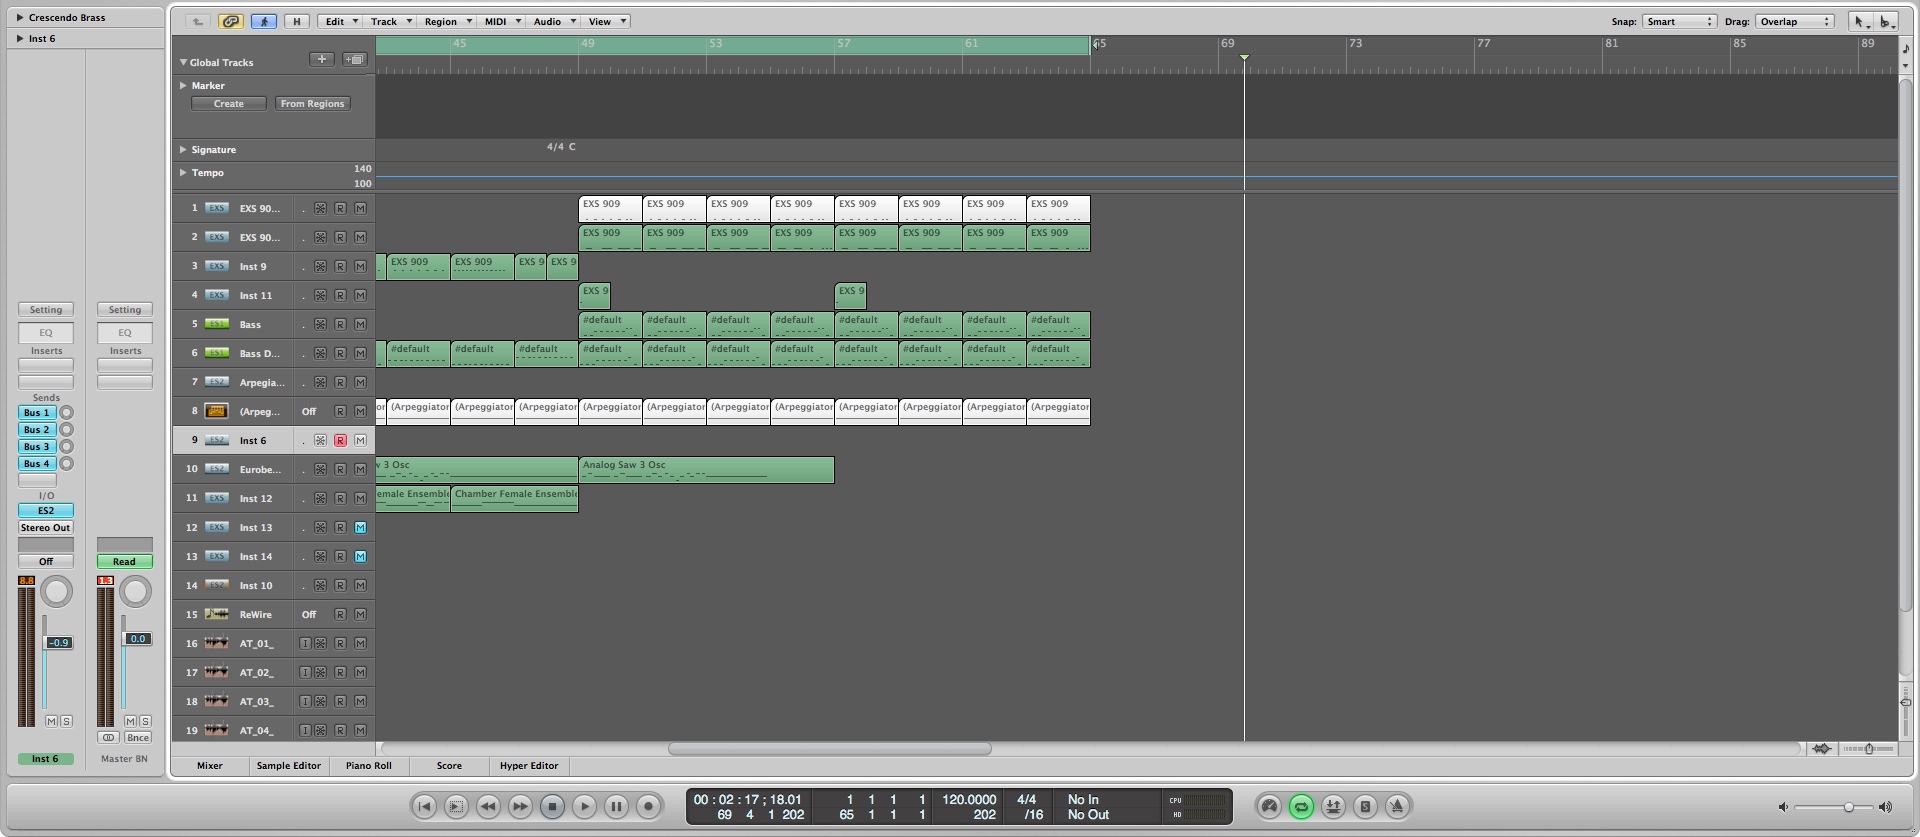 Crescendo Brass
Inst 6
Edit Track Region MIDI Audio View
H
Snap: Smart Drag: Overlap
45 49 53 57 61 65 69 73 77 81 85 89
Global Tracks
Marker
Create From Regions
Signature
4/4 C
Tempo 140
100
1 EXS EXS 90... R M EXS 909 EXS 909 EXS 909 EXS 909 EXS 909 EXS 909 EXS 909 EXS 909
2 EXS EXS 90... R M EXS 909 EXS 909 EXS 909 EXS 909 EXS 909 EXS 909 EXS 909 EXS 909
3 EXS Inst 9 R M EXS 909 EXS 909 EXS 9 EXS 9
4 EXS Inst 11 R M EXS 9 EXS 9
5 ES1 Bass R M #default #default #default #default #default #default #default #default
6 ES1 Bass D... R M #default #default #default #default #default #default #default #default #default #default #default
7 ES2 Arpegia... R M
8 (Arpeg... Off R M or (Arpeggiator (Arpeggiator (Arpeggiator (Arpeggiator (Arpeggiator (Arpeggiator (Arpeggiator (Arpeggiator (Arpeggiator (Arpeggiator (Arpeggiator
9 ES2 Inst 6 R M
10 ES2 Eurobe... R M v 3 Osc Analog Saw 3 Osc
11 EXS Inst 12 R M emale Ensemble Chamber Female Ensemble
12 EXS Inst 13 R M
13 EXS Inst 14 R M
14 ES2 Inst 10 R M
15 ReWire Off R M
16 AT_01_ I R M
17 AT_02_ I R M
18 AT_03_ I R M
19 AT_04_ I R M
Setting Setting
EQ EQ
Inserts Inserts
Sends
Bus 1
Bus 2
Bus 3
Bus 4
I/O
ES2
Stereo Out
Off Read
8.8 1.3
-0.9 0.0
M S M S
Bnce
Inst 6 Master BN
Mixer Sample Editor Piano Roll Score Hyper Editor
00 : 02 : 17 ; 18.01 1 1 1 1 120.0000 4/4 No In CPU
69 4 1 202 65 1 1 1 202 /16 No Out HD
S